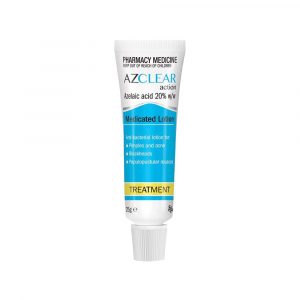 PHARMACY MEDICINE
KEEP OUT OF REACH OF CHILDREN
AZCLEAR
action
Azelaic acid 20% w/w
Medicated Lotion
Anti-bacterial lotion for
• Pimples and acne
• Blackheads
• Papulopustular rosacea
TREATMENT
25g e